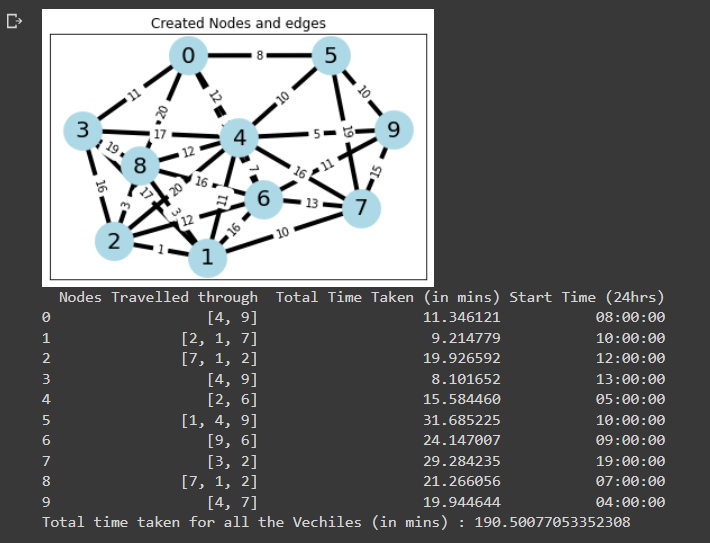 Created Nodes and edges
0 8 5
11 20 12 10 19 10
3 17 4 5 9
19 8 12 7 16 11 15
16 3 17 20 16 6 13 7
3 11
2 12 16 10
1 1
Nodes Travelled through Total Time Taken (in mins) Start Time (24hrs)
0 [4, 9] 11.346121 08:00:00
1 [2, 1, 7] 9.214779 10:00:00
2 [7, 1, 2] 19.926592 12:00:00
3 [4, 9] 8.101652 13:00:00
4 [2, 6] 15.584460 05:00:00
5 [1, 4, 9] 31.685225 10:00:00
6 [9, 6] 24.147007 09:00:00
7 [3, 2] 29.284235 19:00:00
8 [7, 1, 2] 21.266056 07:00:00
9 [4, 7] 19.944644 04:00:00
Total time taken for all the Vechiles (in mins) : 190.50077053352308